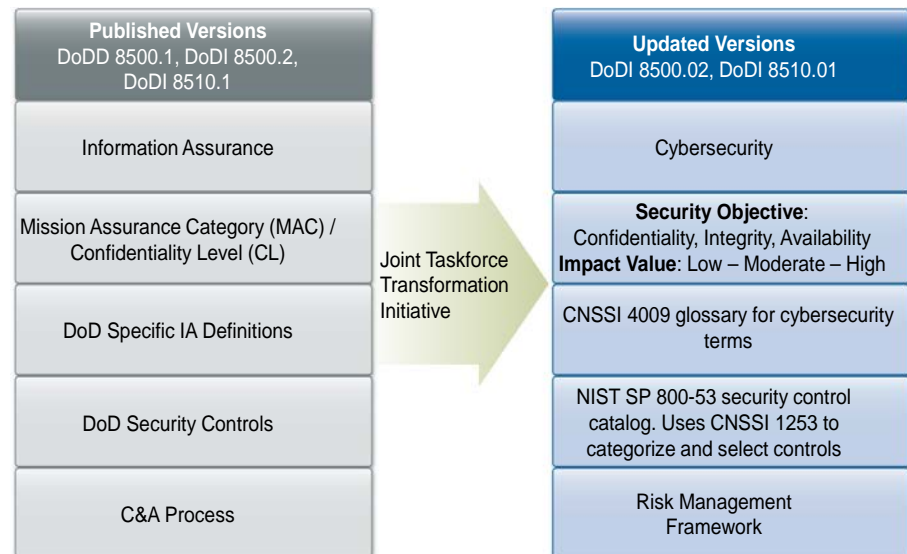 Published Versions
DoDD 8500.1, DoDI 8500.2,
DoDI 8510.1
Information Assurance
Mission Assurance Category (MAC) /
Confidentiality Level (CL)
DoD Specific IA Definitions
DoD Security Controls
C&A Process
Joint Taskforce
Transformation
Initiative
Updated Versions
DoDI 8500.02, DoDI 8510.01
Cybersecurity
Security Objective:
Confidentiality, Integrity, Availability
Impact Value: Low – Moderate – High
CNSSI 4009 glossary for cybersecurity
terms
NIST SP 800-53 security control
catalog. Uses CNSSI 1253 to
categorize and select controls
Risk Management
Framework